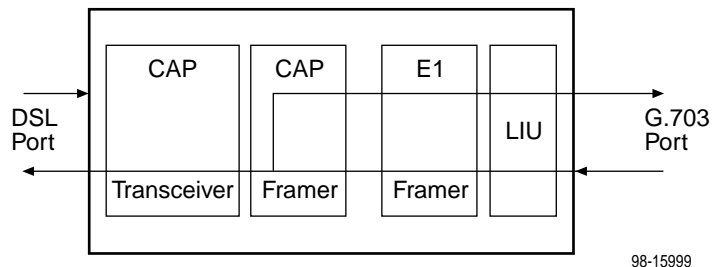 CAP
CAP
E1
DSL
Port
G.703
Port
LIU
Transceiver
Framer
Framer
98-15999